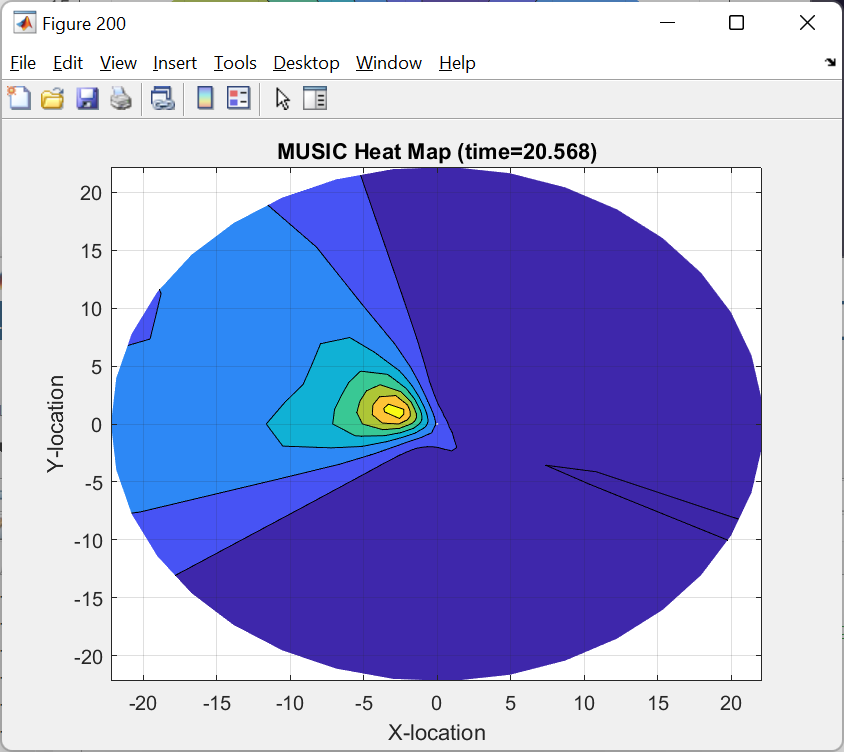 Figure 200
File Edit View Insert Tools Desktop Window Help
MUSIC Heat Map (time=20.568)
20
15
10
5
0
-5
-10
-15
-20
Y-location
-20 -15 -10 -5 0 5 10 15 20
X-location